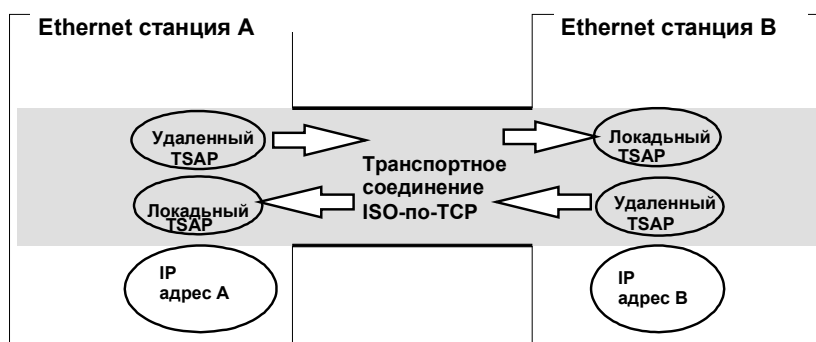 Ethernet станция A
Ethernet станция B
Удаленный
TSAP
Локадьный
TSAP
Транспортное
соединение
ISO-по-TCP
Локадьный
TSAP
Удаленный
TSAP
IP
адрес A
IP
адрес B